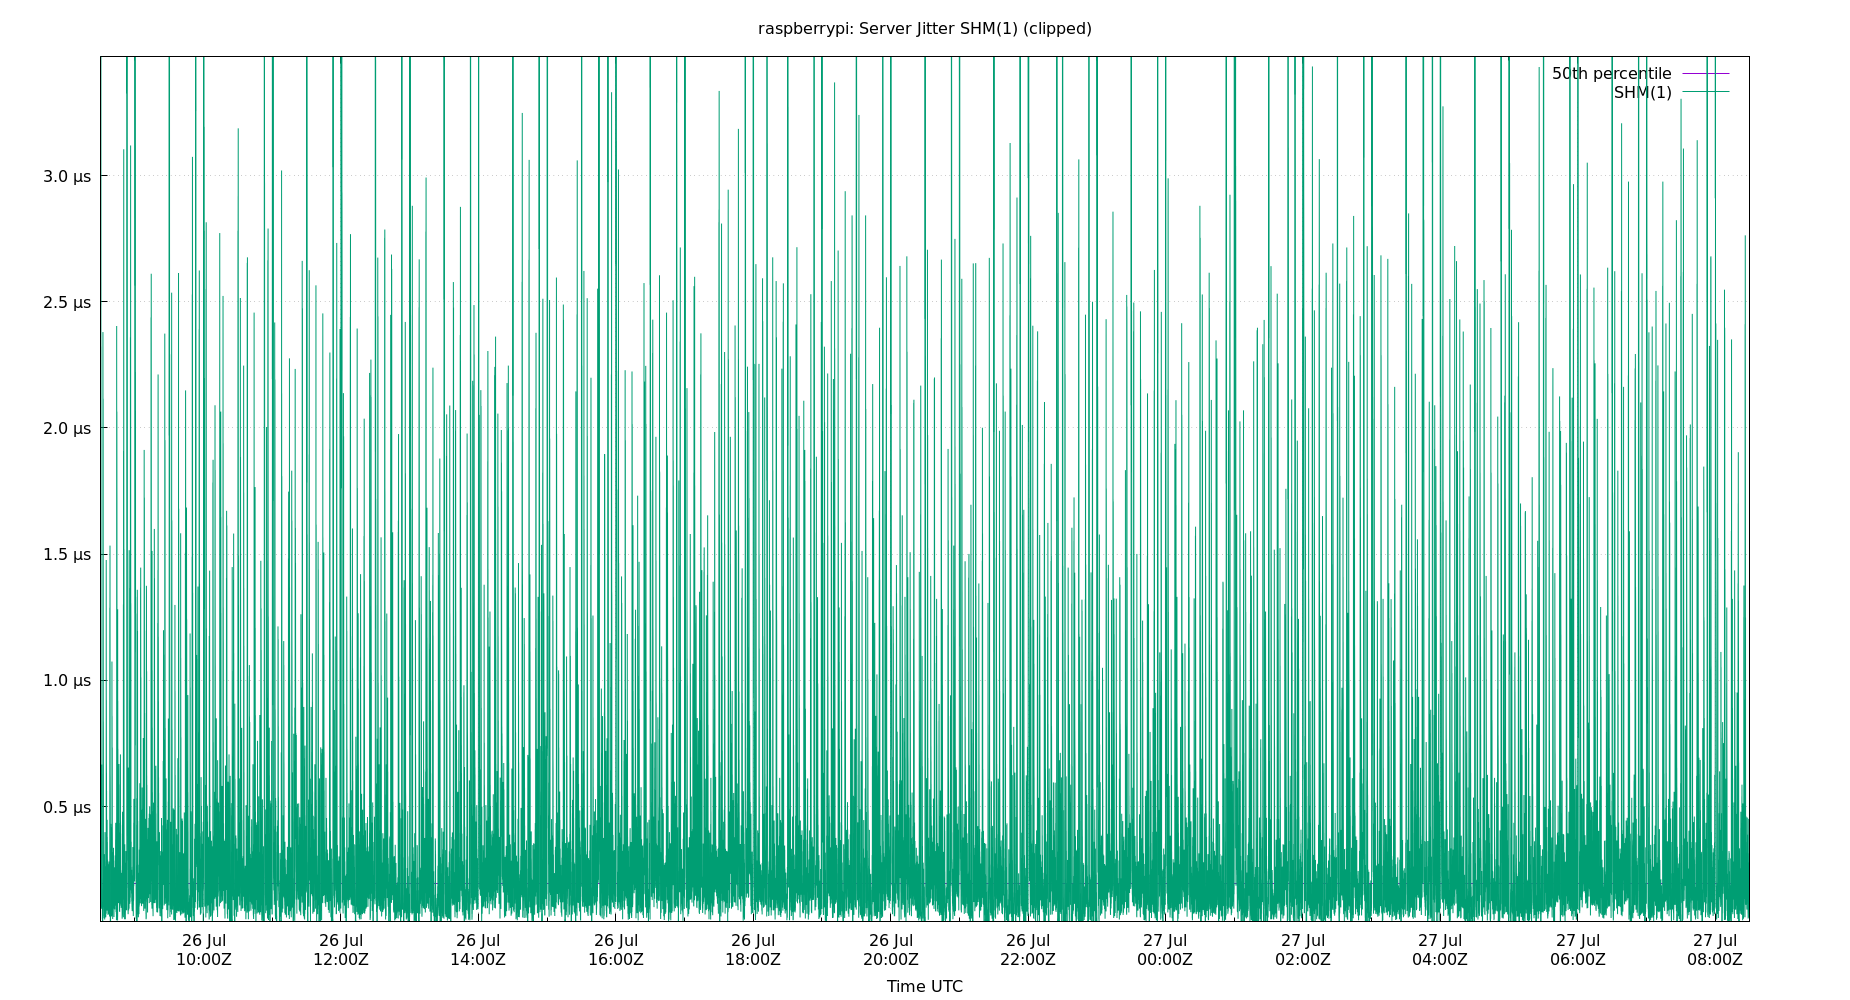 raspberrypi: Server Jitter SHM(1) (clipped)
50th percentile
SHM(1)
3.0 µs
2.5 µs
2.0 µs
1.5 µs
1.0 µs
0.5 µs
26 Jul 26 Jul 26 Jul 26 Jul 26 Jul 26 Jul 26 Jul 27 Jul 27 Jul 27 Jul 27 Jul 27 Jul
10:00Z 12:00Z 14:00Z 16:00Z 18:00Z 20:00Z 22:00Z 00:00Z 02:00Z 04:00Z 06:00Z 08:00Z
Time UTC